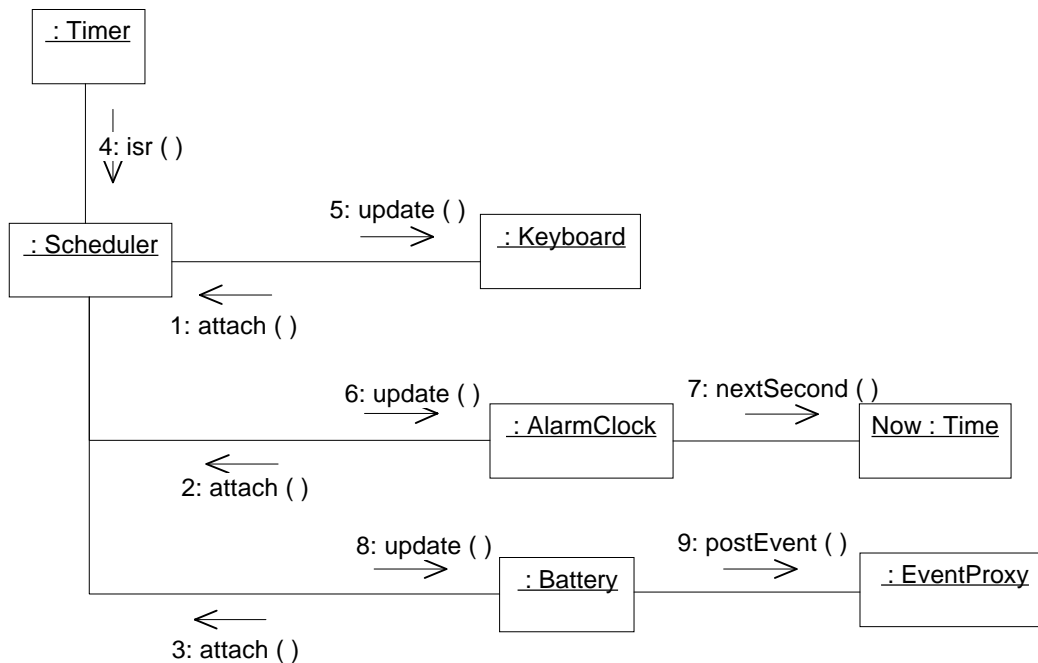 : Timer
4: isr ( )
5: update ( )
: Scheduler
: Keyboard
1: attach ( )
6: update ( )
7: nextSecond ( )
: AlarmClock
Now : Time
2: attach ( )
8: update ( )
9: postEvent ( )
: Battery
: EventProxy
3: attach ( )